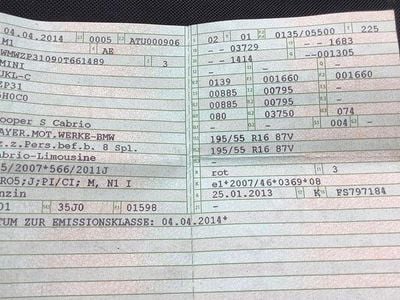 04.04.2014 0005 ATU000906
M1 AE
WMWZP31090T661489 3
MINI
UKL-C
ZP31
5H0C0
Cooper S Cabrio
BAYER.MOT.WERKE-BMW
z.z.Pers.bef.b. 8 Spl.
Cabrio-Limousine
5/2007*566/2011J
EURO5;J;PI/CI: M, N1 I
Benzin
01 35J0 01598
DATUM ZUR EMISSIONSKLASSE: 04.04.2014*
02 01 0135/05500 225
- - 03729 - - 1683
- - 1414 - -001305
- - -
0139 001660 001660
00885 00795 -
00885 00795 -
080 03750 074
- - 004 -
195/55 R16 87V
195/55 R16 87V
-
rot 3
e1*2007/46*0369*08
25.01.2013 K FS797184
-